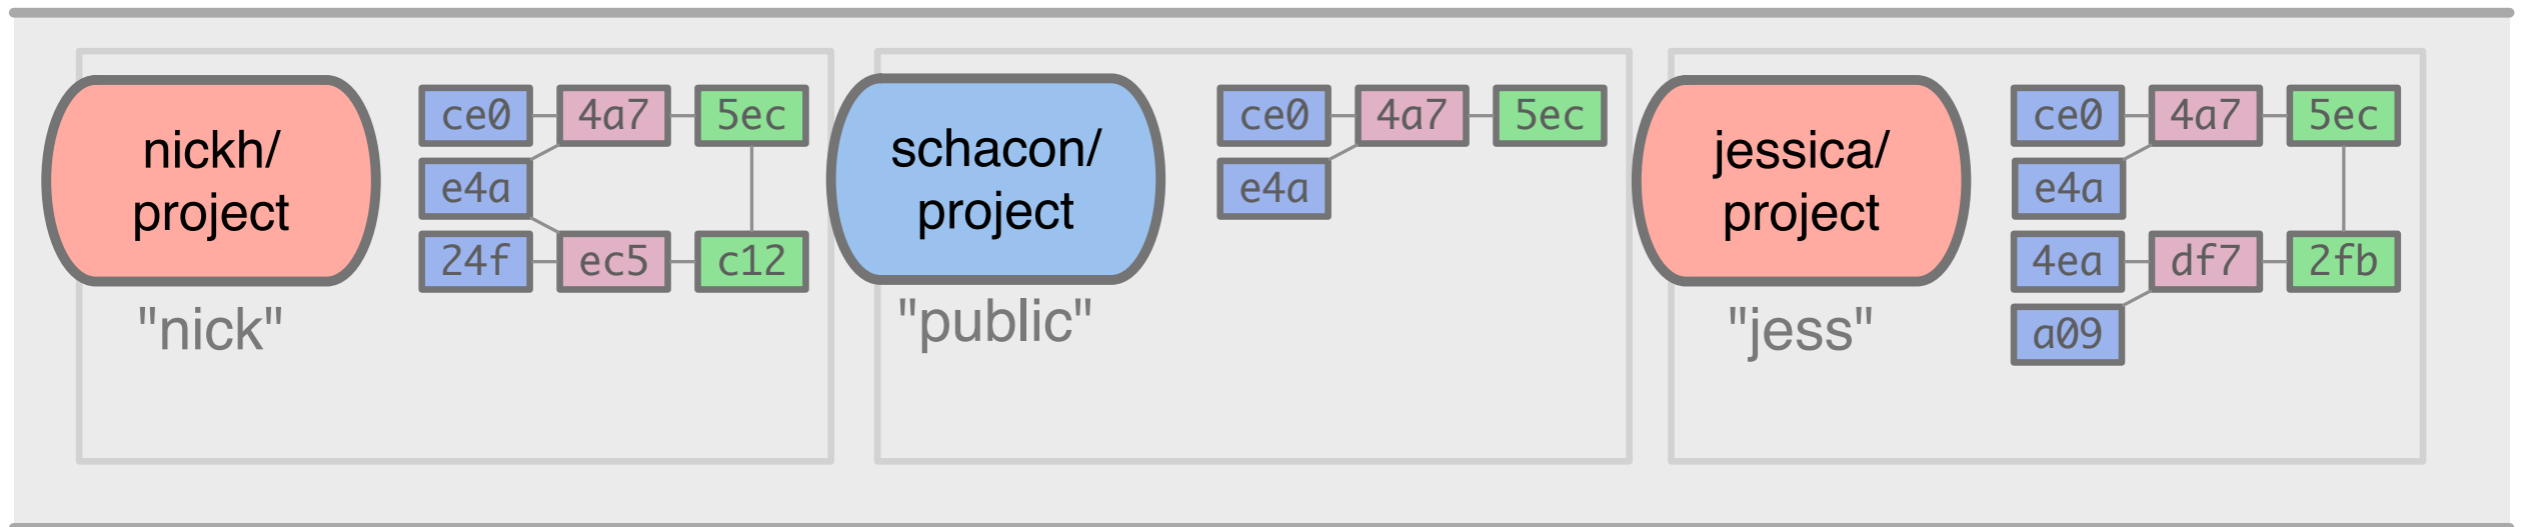 nickh/
project
"nick"
ce0 4a7 5ec
e4a
24f ec5 c12
schacon/
project
"public"
ce0 4a7 5ec
e4a
jessica/
project
"jess"
ce0 4a7 5ec
e4a
4ea df7 2fb
a09